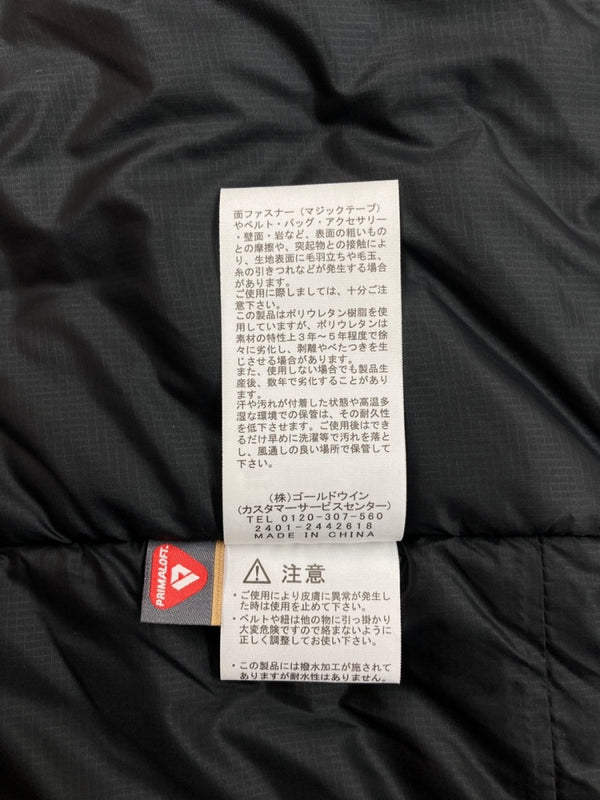 面ファスナー（マジックテープ）
やベルト・バッグ・アクセサリー
・壁面・岩など、表面の粗いもの
との摩擦や、突起物との接触によ
り、生地表面に毛羽立ちや毛玉、
糸の引きつれなどが発生する場合
があります。
ご使用に際しましては、十分ご注
意下さい。
この製品はポリウレタン樹脂を使
用していますが、ポリウレタンは
素材の特性上３年〜５年程度で徐
々に劣化し、剥離やべたつきを生
じさせる場合があります。
また、使用しない場合でも製品生
産後、数年で劣化することがあり
ます。
汗や汚れが付着した状態や高温多
湿な環境での保管は、その耐久性
を低下させます。ご使用後はでき
るだけ早めに洗濯等で汚れを落と
し、風通しの良い場所で保管して
下さい。
（株）ゴールドウイン
(カスタマーサービスセンター)
TEL 0120-307-560
2401-2442618
MADE IN CHINA
PRIMALOFT
注意
・ご使用により皮膚に異常が発生し
た時は使用を止めて下さい。
・ベルトや紐は他の物に引っ掛かり
大変危険ですので絡まないように
正しく調整してお使い下さい。
・この製品には撥水加工が施されて
ありますが耐水性はありません。